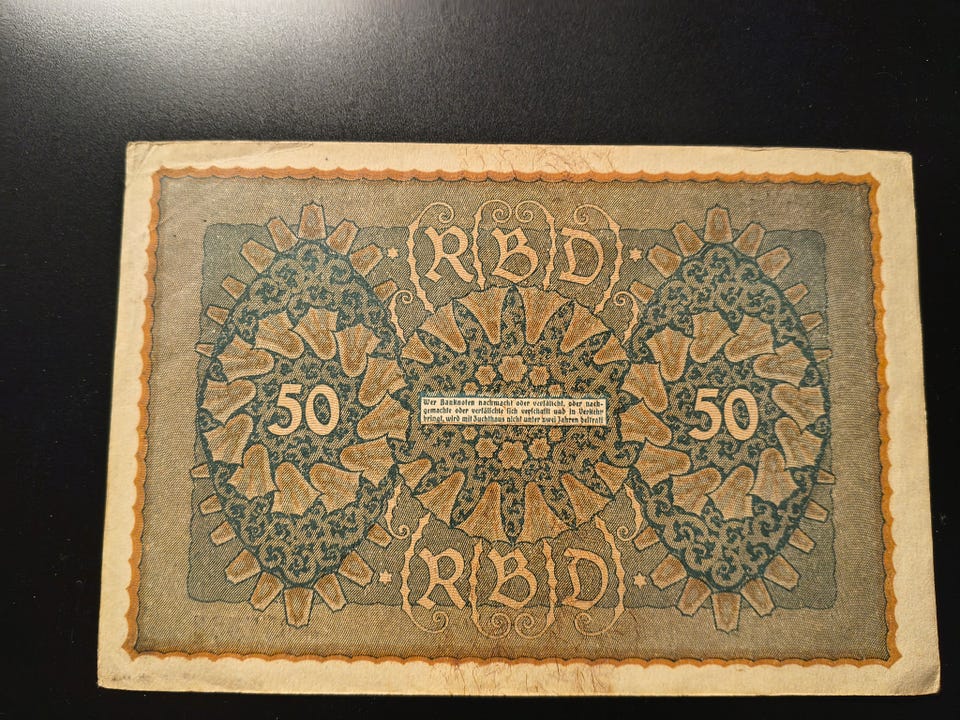 RBD
50
Wer Banknoten nachmacht oder verfälscht, oder nach-
gemachte oder verfälschte sich verschafft und in Verkehr
bringt, wird mit Zuchthaus nicht unter zwei Jahren bestraft
50
RBD